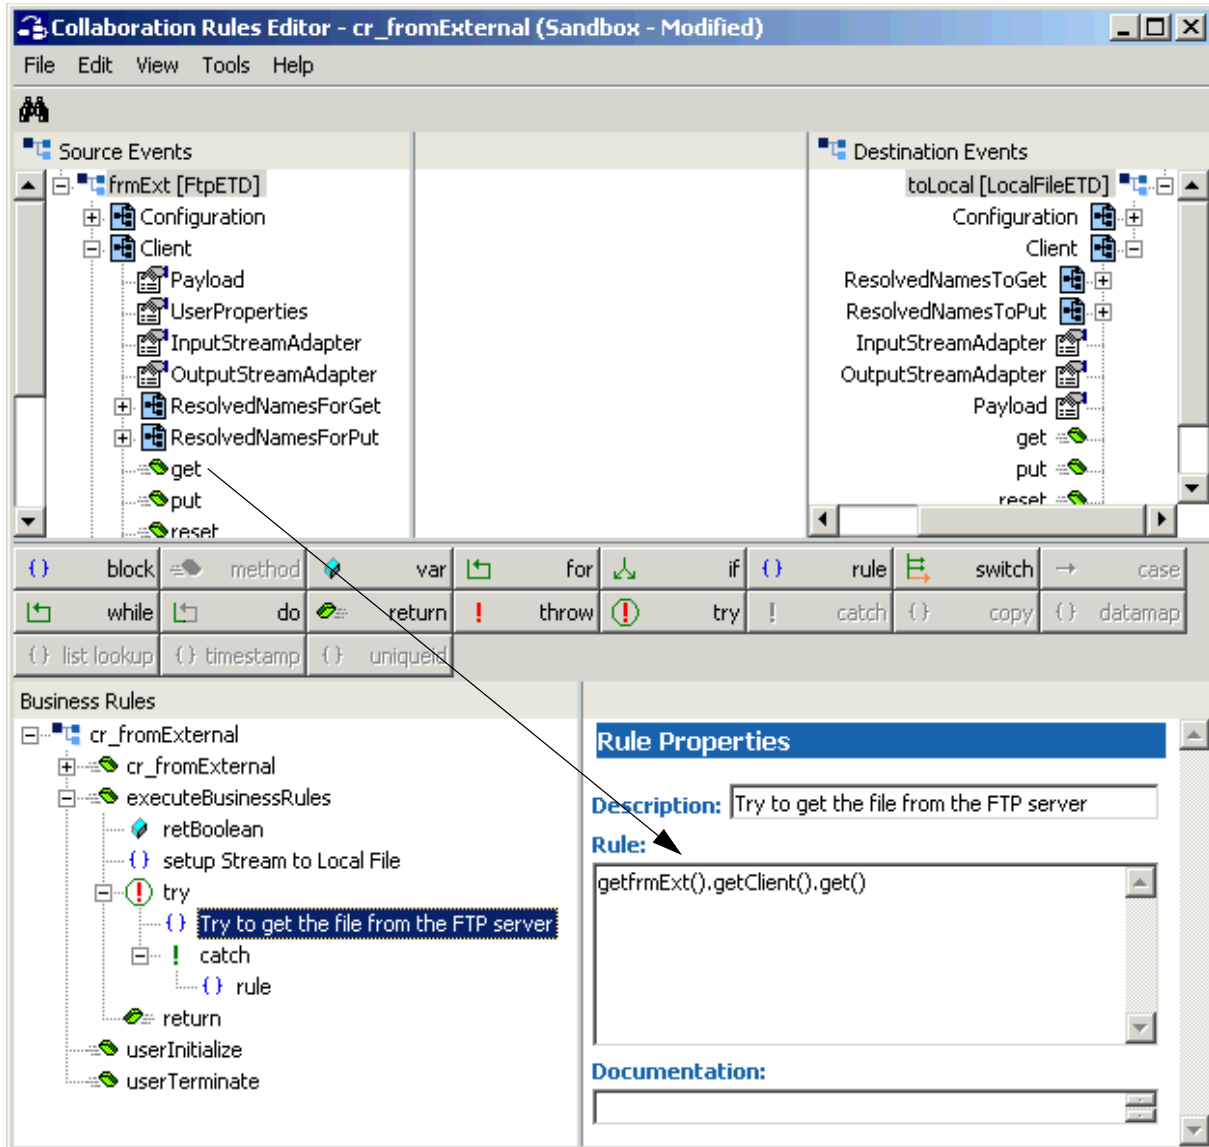 Collaboration Rules Editor - cr_fromExternal (Sandbox - Modified)
File Edit View Tools Help
Source Events
frmExt [FtpETD]
Configuration
Client
Payload
UserProperties
InputStreamAdapter
OutputStreamAdapter
ResolvedNamesForGet
ResolvedNamesForPut
get
put
reset
Destination Events
toLocal [LocalFileETD]
Configuration
Client
ResolvedNamesToGet
ResolvedNamesToPut
InputStreamAdapter
OutputStreamAdapter
Payload
get
put
reset
block method var for if rule switch case
while do return throw try catch copy datamap
list lookup timestamp uniqueid
Business Rules
cr_fromExternal
cr_fromExternal
executeBusinessRules
retBoolean
setup Stream to Local File
try
Try to get the file from the FTP server
catch
rule
return
userInitialize
userTerminate
Rule Properties
Description: Try to get the file from the FTP server
Rule:
getfrmExt().getClient().get()
Documentation: